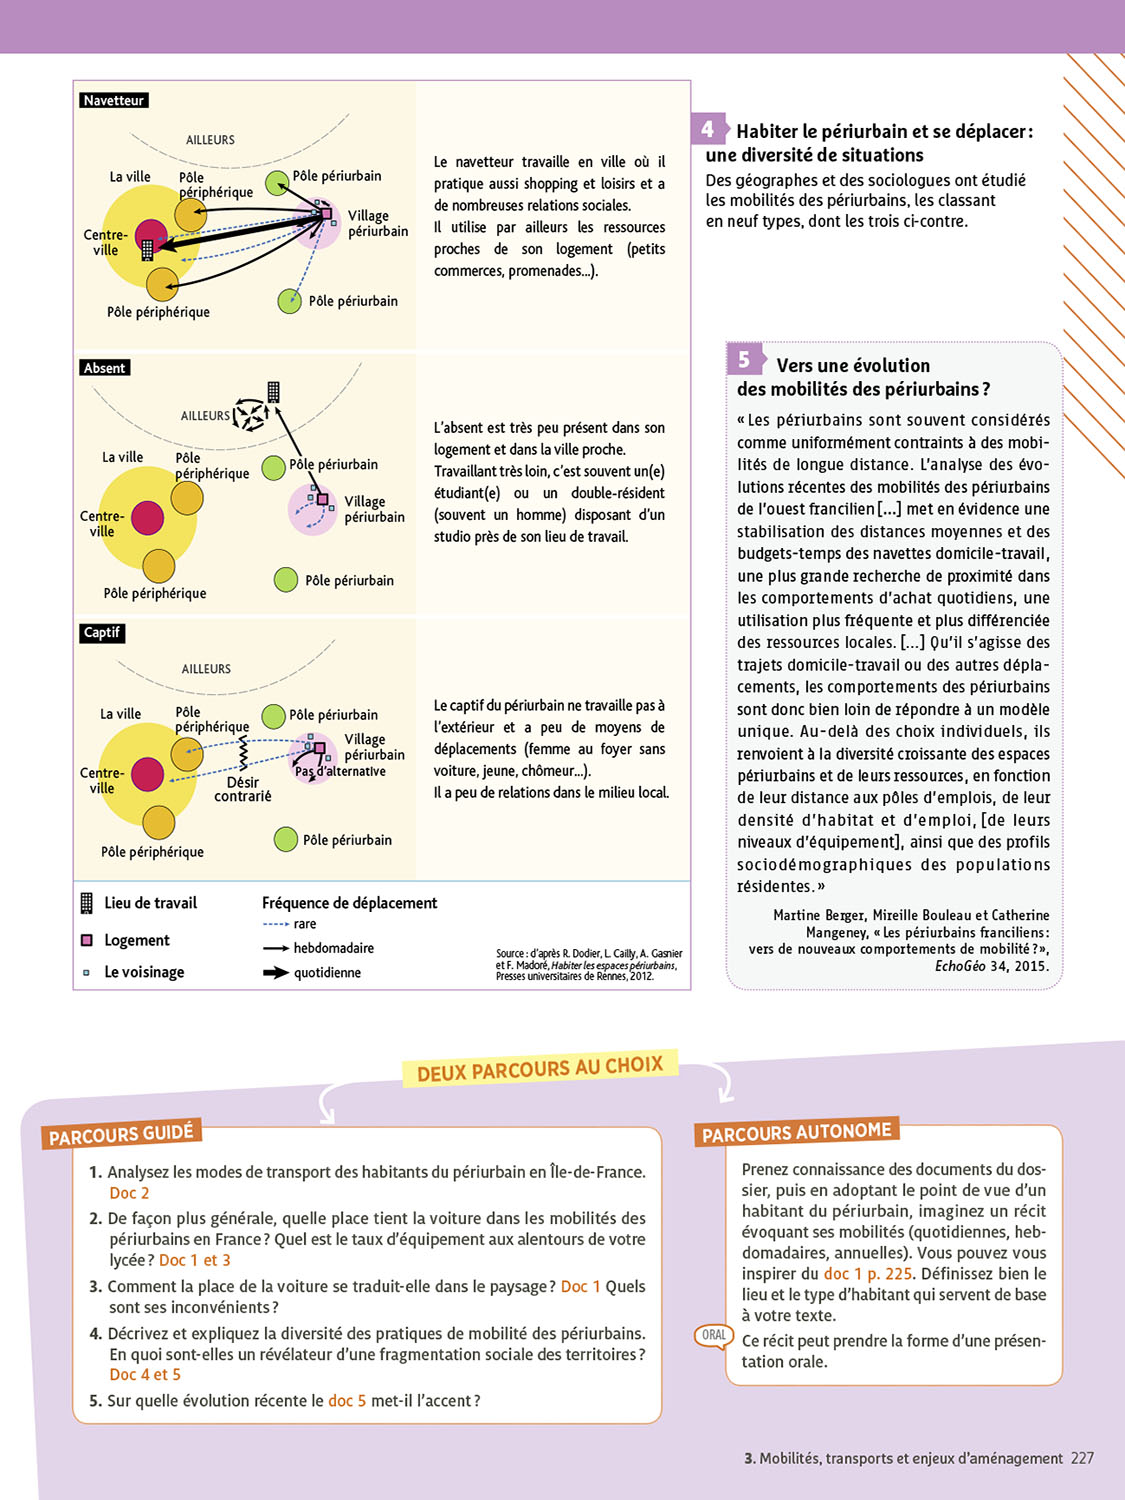 Navetteur
AILLEURS
La ville
Pôle
périphérique
Pôle périurbain
Village
périurbain
Centre-
ville
Pôle périurbain
Pôle périphérique
Le navetteur travaille en ville où il
pratique aussi shopping et loisirs et a
de nombreuses relations sociales.
Il utilise par ailleurs les ressources
proches de son logement (petits
commerces, promenades...).
Absent
AILLEURS
La ville
Pôle
périphérique
Pôle périurbain
Village
périurbain
Centre-
ville
Pôle périurbain
Pôle périphérique
L'absent est très peu présent dans son
logement et dans la ville proche.
Travaillant très loin, c'est souvent un(e)
étudiant(e) ou un double-résident
(souvent un homme) disposant d'un
studio près de son lieu de travail.
Captif
AILLEURS
La ville
Pôle
périphérique
Pôle périurbain
Village
périurbain
Pas d'alternative
Centre-
ville
Désir
contrarié
Pôle périurbain
Pôle périphérique
Le captif du périurbain ne travaille pas à
l'extérieur et a peu de moyens de
déplacements (femme au foyer sans
voiture, jeune, chômeur...).
Il a peu de relations dans le milieu local.
Lieu de travail
Logement
Le voisinage
Fréquence de déplacement
rare
hebdomadaire
quotidienne
Source : d'après R. Dodier, L. Cailly, A. Gasnier
et F. Madoré, Habiter les espaces périurbains,
Presses universitaires de Rennes, 2012.
4 Habiter le périurbain et se déplacer :
une diversité de situations
Des géographes et des sociologues ont étudié
les mobilités des périurbains, les classant
en neuf types, dont les trois ci-contre.
5 Vers une évolution
des mobilités des périurbains ?
« Les périurbains sont souvent considérés
comme uniformément contraints à des mobi-
lités de longue distance. L'analyse des évo-
lutions récentes des mobilités des périurbains
de l'ouest francilien [...] met en évidence une
stabilisation des distances moyennes et des
budgets-temps des navettes domicile-travail,
une plus grande recherche de proximité dans
les comportements d'achat quotidiens, une
utilisation plus fréquente et plus différenciée
des ressources locales. [...] Qu'il s'agisse des
trajets domicile-travail ou des autres dépla-
cements, les comportements des périurbains
sont donc bien loin de répondre à un modèle
unique. Au-delà des choix individuels, ils
renvoient à la diversité croissante des espaces
périurbains et de leurs ressources, en fonction
de leur distance aux pôles d'emplois, de leur
densité d'habitat et d'emploi, [de leurs
niveaux d'équipement], ainsi que des profils
sociodémographiques des populations
résidentes. »
Martine Berger, Mireille Bouleau et Catherine
Mangeney, « Les périurbains franciliens :
vers de nouveaux comportements de mobilité ? »,
EchoGéo 34, 2015.
DEUX PARCOURS AU CHOIX
PARCOURS GUIDÉ
1. Analysez les modes de transport des habitants du périurbain en Île-de-France.
Doc 2
2. De façon plus générale, quelle place tient la voiture dans les mobilités des
périurbains en France ? Quel est le taux d'équipement aux alentours de votre
lycée ? Doc 1 et 3
3. Comment la place de la voiture se traduit-elle dans le paysage ? Doc 1 Quels
sont ses inconvénients ?
4. Décrivez et expliquez la diversité des pratiques de mobilité des périurbains.
En quoi sont-elles un révélateur d'une fragmentation sociale des territoires ?
Doc 4 et 5
5. Sur quelle évolution récente le doc 5 met-il l'accent ?
PARCOURS AUTONOME
Prenez connaissance des documents du dos-
sier, puis en adoptant le point de vue d'un
habitant du périurbain, imaginez un récit
évoquant ses mobilités (quotidiennes, heb-
domadaires, annuelles). Vous pouvez vous
inspirer du doc 1 p. 225. Définissez bien le
lieu et le type d'habitant qui servent de base
à votre texte.
ORAL
Ce récit peut prendre la forme d'une présen-
tation orale.
3. Mobilités, transports et enjeux d'aménagement 227